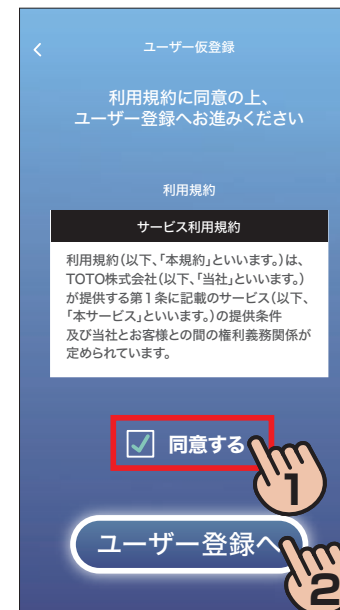 ユーザー仮登録
利用規約に同意の上、
ユーザー登録へお進みください
利用規約
サービス利用規約
利用規約(以下、「本規約」といいます。)は、
TOTO株式会社(以下、「当社」といいます。)
が提供する第1条に記載のサービス(以下、
「本サービス」といいます。)の提供条件
及び当社とお客様との間の権利義務関係が
定められています。
同意する
1
ユーザー登録へ
2